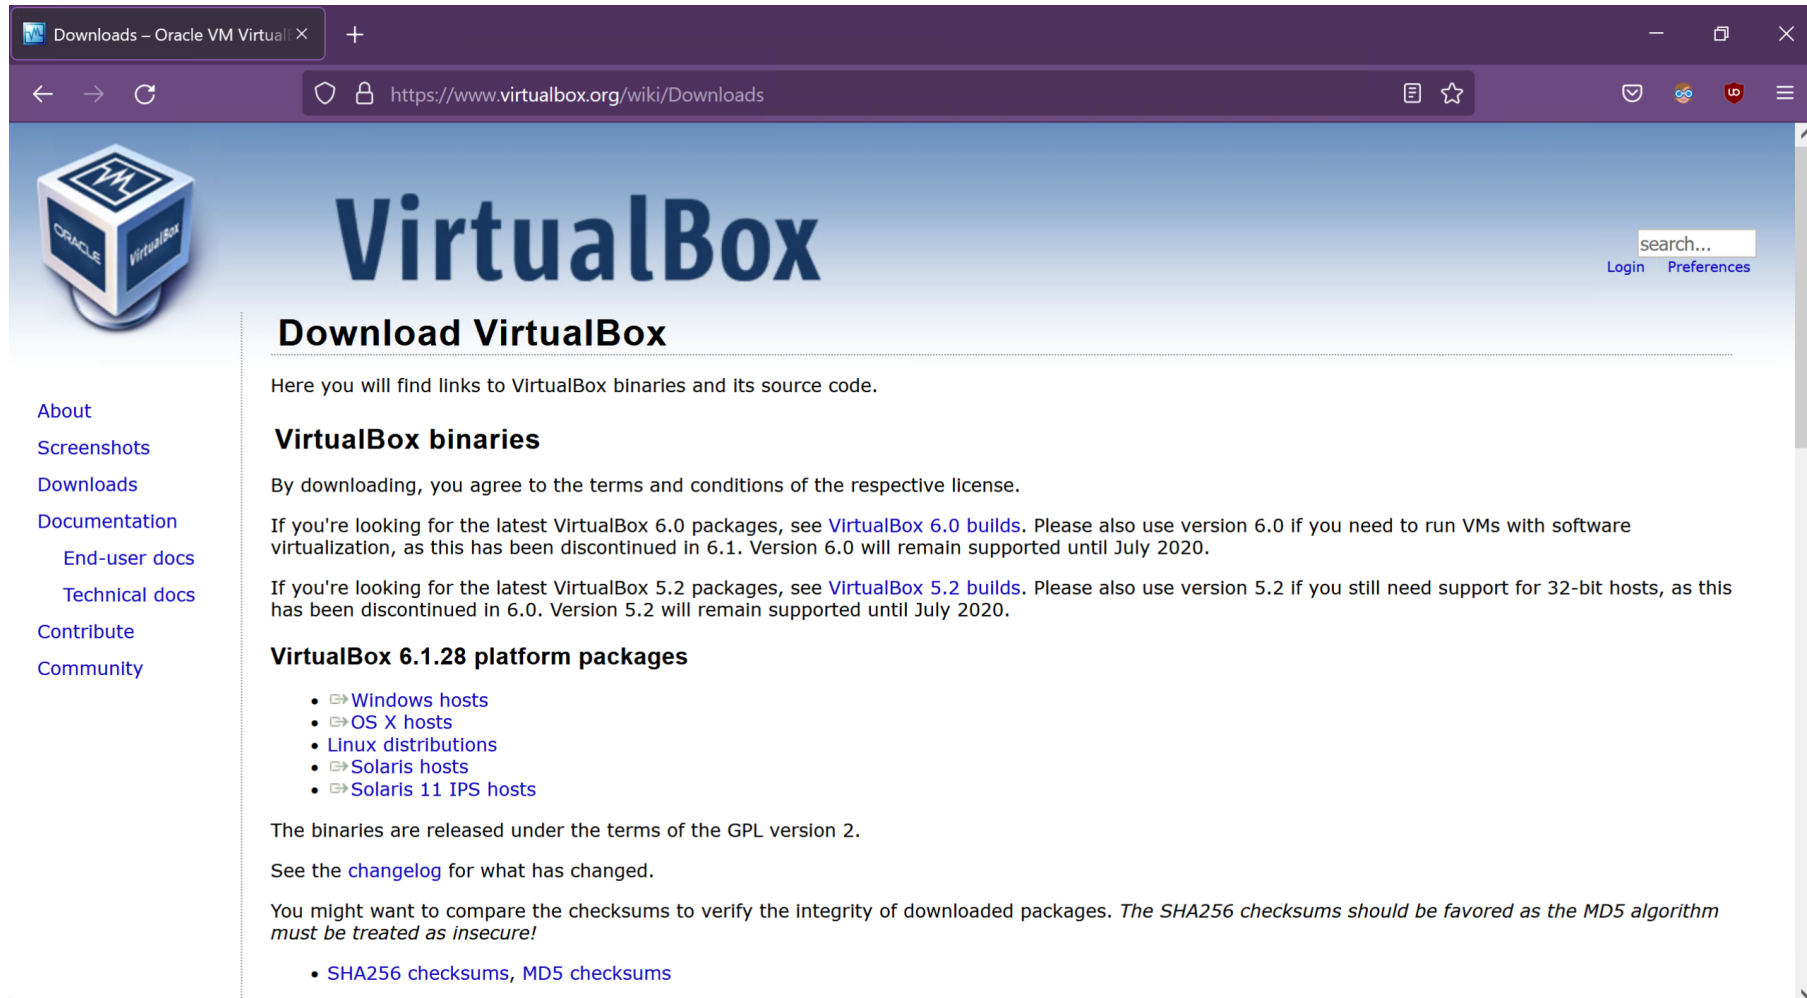 Downloads – Oracle VM Virtual
https://www.virtualbox.org/wiki/Downloads
ORACLE
VirtualBox
VirtualBox
search...
Login Preferences
Download VirtualBox
Here you will find links to VirtualBox binaries and its source code.
About
Screenshots
Downloads
Documentation
End-user docs
Technical docs
Contribute
Community
VirtualBox binaries
By downloading, you agree to the terms and conditions of the respective license.
If you're looking for the latest VirtualBox 6.0 packages, see VirtualBox 6.0 builds. Please also use version 6.0 if you need to run VMs with software
virtualization, as this has been discontinued in 6.1. Version 6.0 will remain supported until July 2020.
If you're looking for the latest VirtualBox 5.2 packages, see VirtualBox 5.2 builds. Please also use version 5.2 if you still need support for 32-bit hosts, as this
has been discontinued in 6.0. Version 5.2 will remain supported until July 2020.
VirtualBox 6.1.28 platform packages
• Windows hosts
• OS X hosts
• Linux distributions
• Solaris hosts
• Solaris 11 IPS hosts
The binaries are released under the terms of the GPL version 2.
See the changelog for what has changed.
You might want to compare the checksums to verify the integrity of downloaded packages. The SHA256 checksums should be favored as the MD5 algorithm
must be treated as insecure!
• SHA256 checksums, MD5 checksums